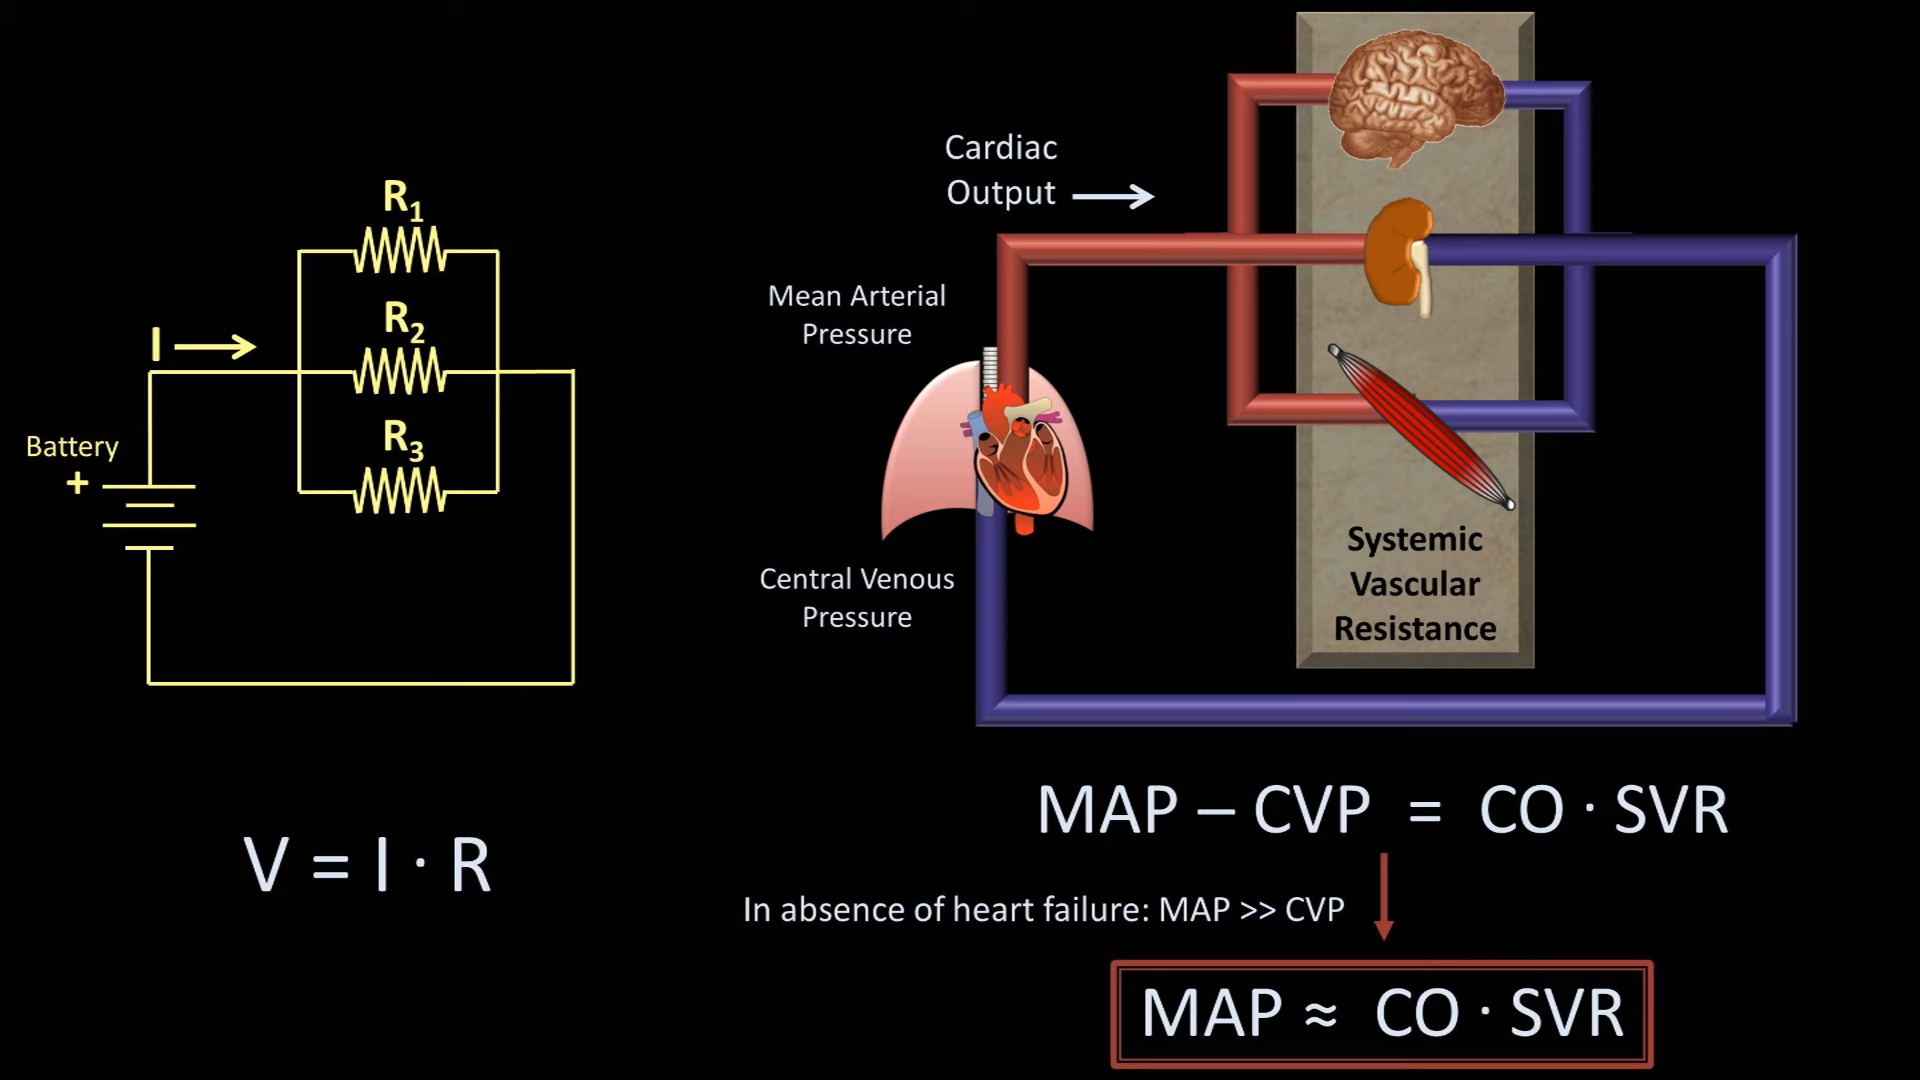 R1
R2
R3
I
Battery
+
V = I · R
Cardiac
Output
Mean Arterial
Pressure
Central Venous
Pressure
Systemic
Vascular
Resistance
MAP – CVP = CO · SVR
In absence of heart failure: MAP >> CVP
MAP ≈ CO · SVR